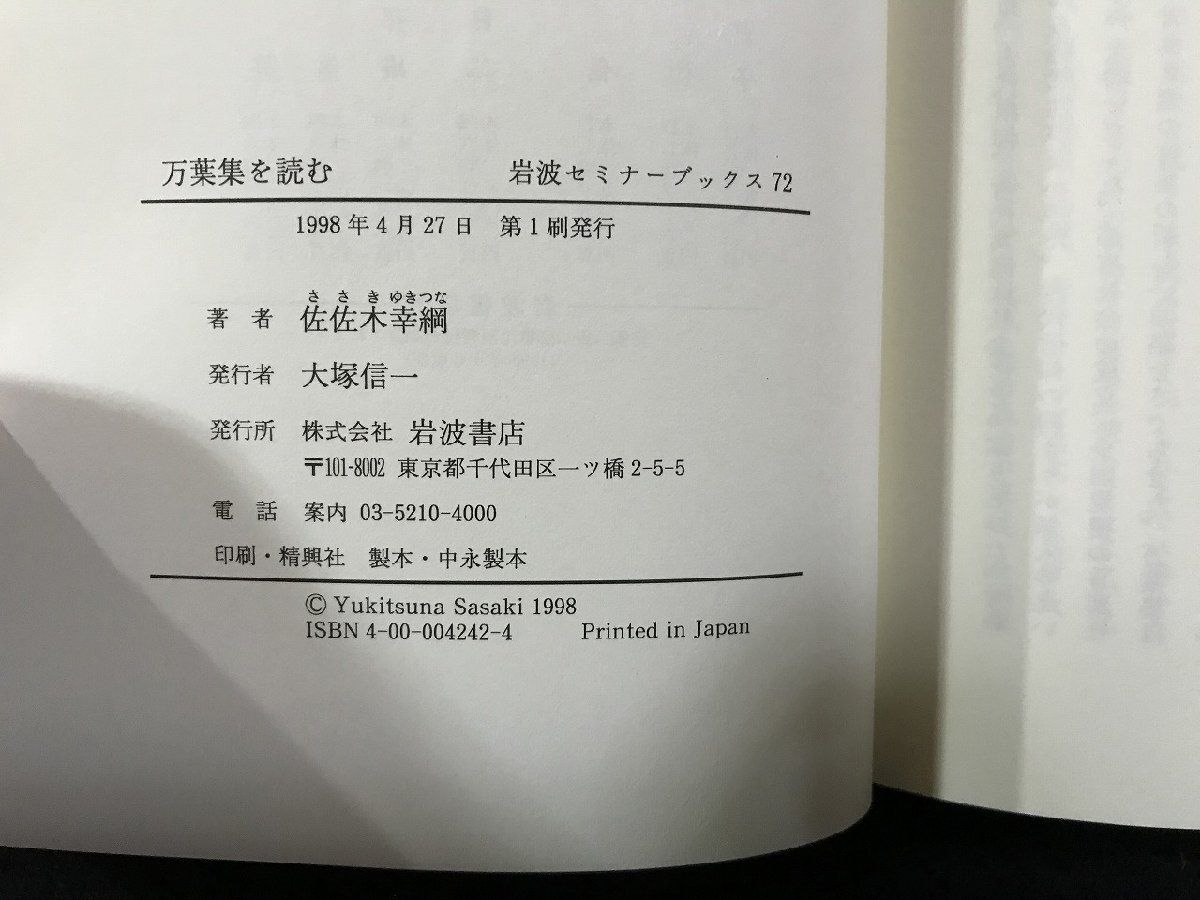 万葉集を読む　岩波セミナーブックス 72
1998 年 4 月 27 日　第 1 刷発行
さ さ き ゆきつな
著 者　佐佐木幸綱
発行者　大塚信一
発行所　株式会社 岩波書店
〒101-8002 東京都千代田区一ツ橋 2-5-5
電 話　案内 03-5210-4000
印刷・精興社　製本・中永製本
© Yukitsuna Sasaki 1998
ISBN 4-00-004242-4　Printed in Japan